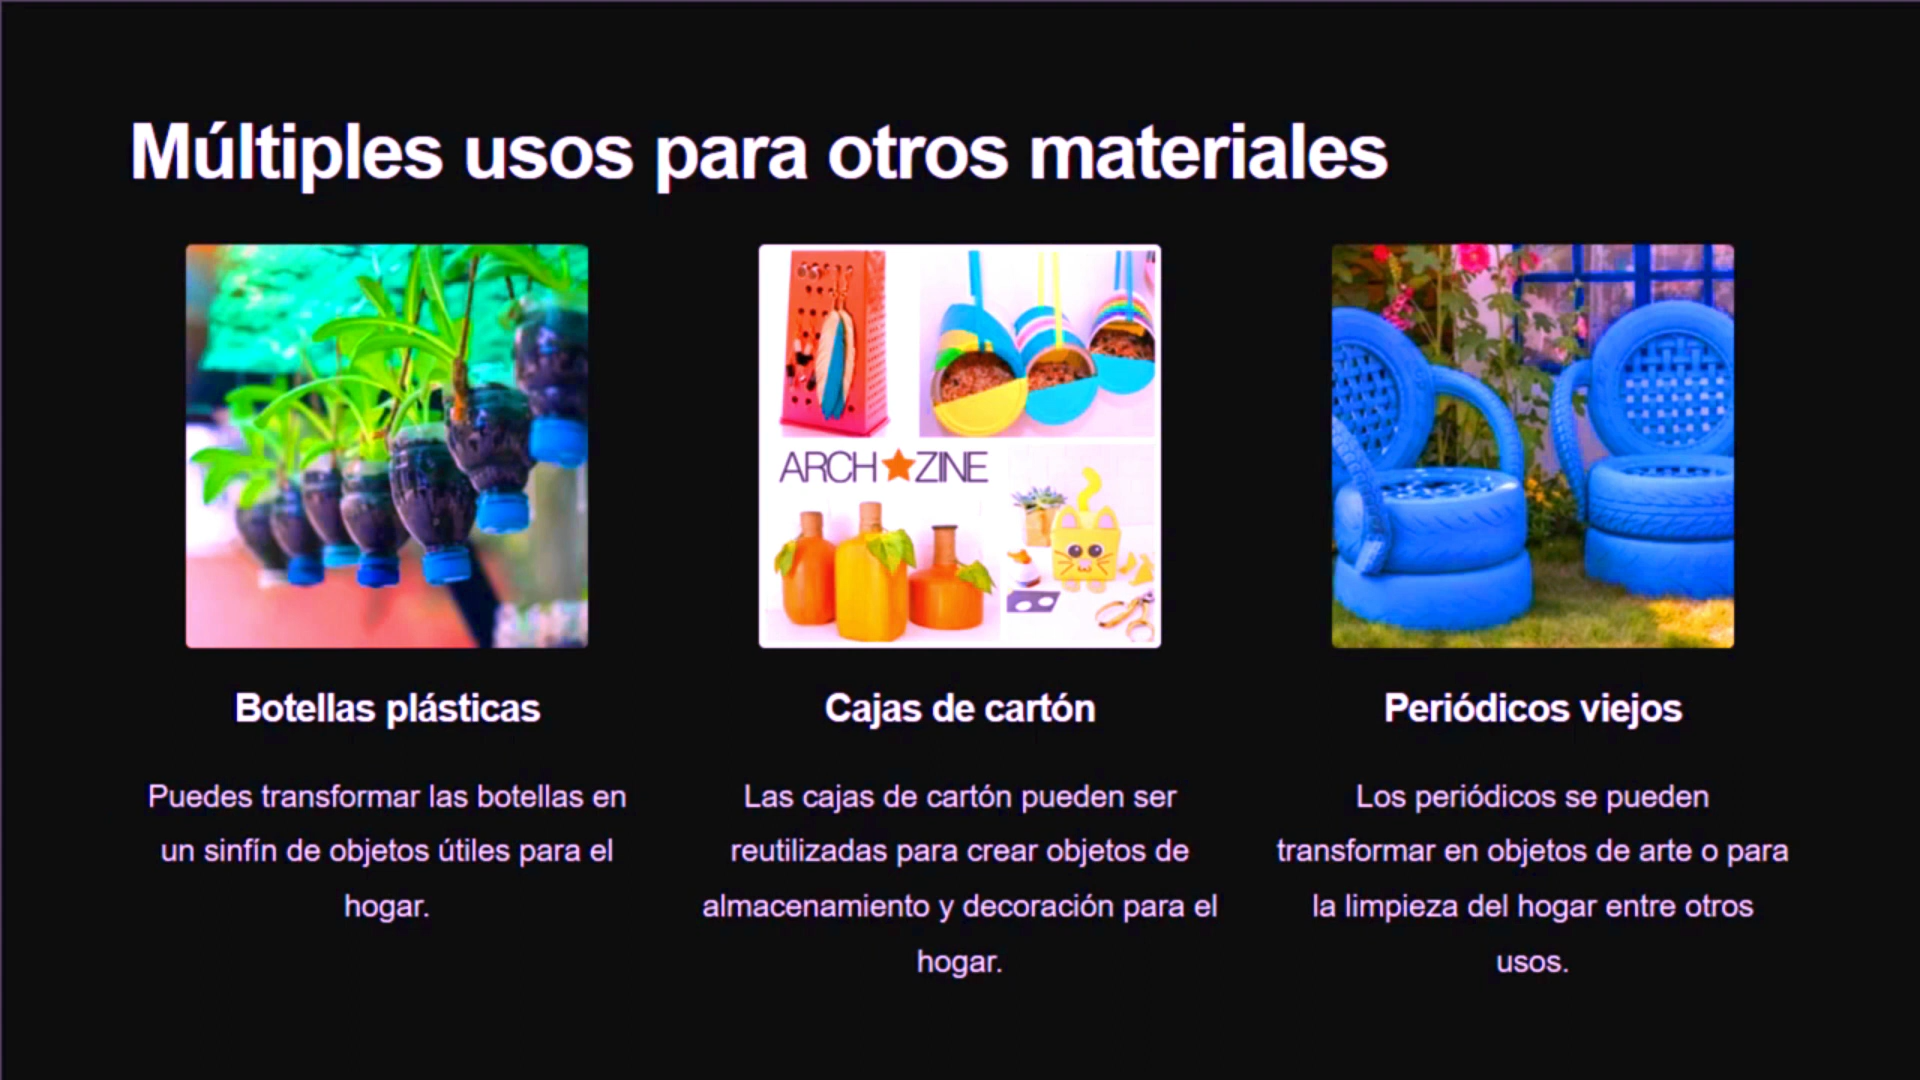 Múltiples usos para otros materiales
ARCH ZINE
Botellas plásticas
Puedes transformar las botellas en
un sinfín de objetos útiles para el
hogar.
Cajas de cartón
Las cajas de cartón pueden ser
reutilizadas para crear objetos de
almacenamiento y decoración para el
hogar.
Periódicos viejos
Los periódicos se pueden
transformar en objetos de arte o para
la limpieza del hogar entre otros
usos.